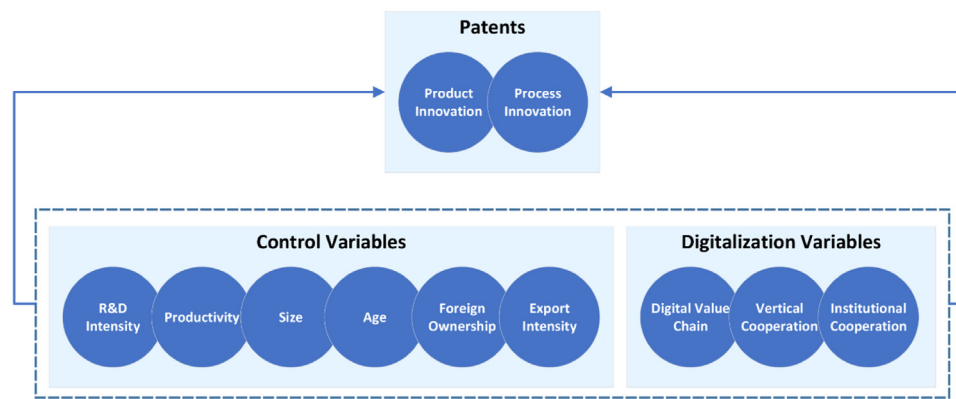 Patents
Product
Innovation
Process
Innovation
Control Variables
R&D
Intensity
Productivity
Size
Age
Foreign
Ownership
Export
Intensity
Digitalization Variables
Digital Value
Chain
Vertical
Cooperation
Institutional
Cooperation